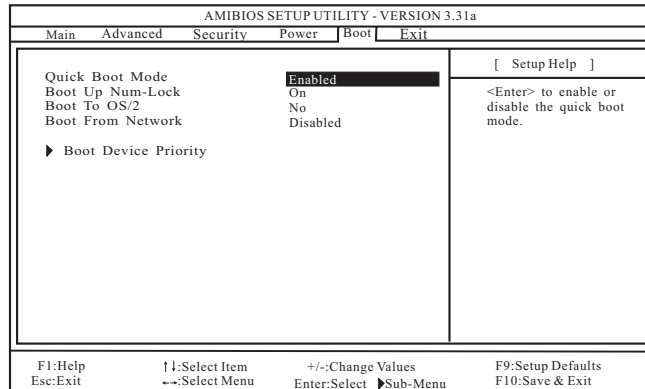 AMIBIOS SETUP UTILITY - VERSION 3.31a
Main Advanced Security Power Boot Exit
[ Setup Help ]
Quick Boot Mode Enabled
Boot Up Num-Lock On
Boot To OS/2 No
Boot From Network Disabled
▶ Boot Device Priority
<Enter> to enable or
disable the quick boot
mode.
F1:Help ↑↓:Select Item +/-:Change Values F9:Setup Defaults
Esc:Exit ←→:Select Menu Enter:Select ▶Sub-Menu F10:Save & Exit